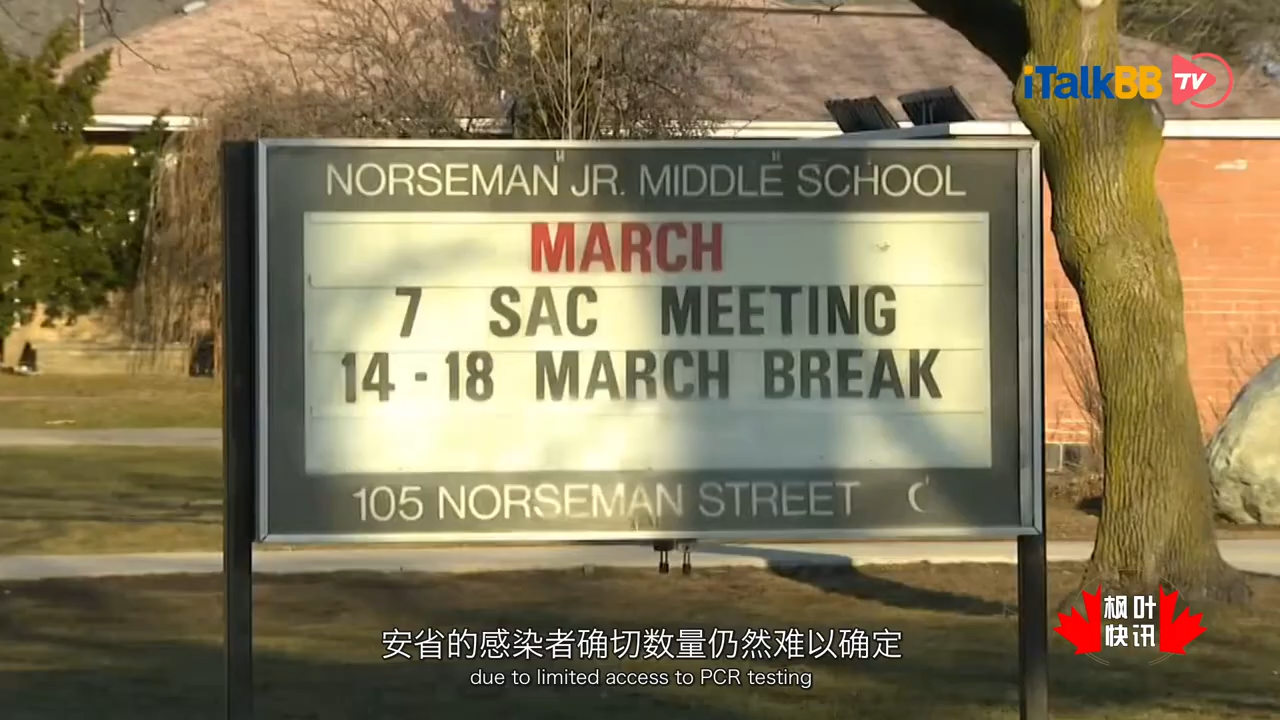 iTalkBB TV
NORSEMAN JR. MIDDLE SCHOOL
MARCH
7 SAC MEETING
14 - 18 MARCH BREAK
105 NORSEMAN STREET
枫叶
快讯
安省的感染者确切数量仍然难以确定
due to limited access to PCR testing